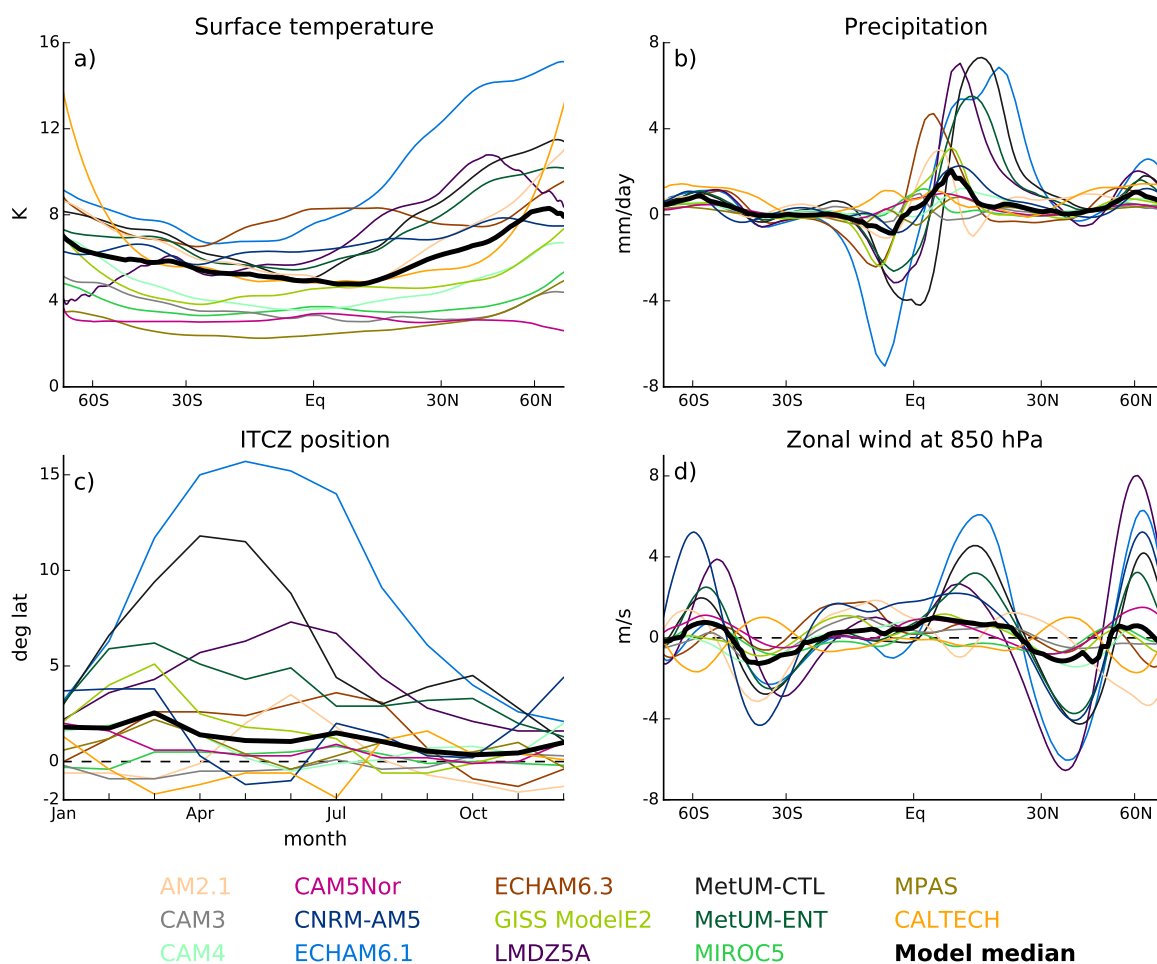 Surface temperature
Precipitation
16
12
8
4
0
K
a)
60S 30S Eq 30N 60N
8
4
0
-4
-8
mm/day
b)
60S 30S Eq 30N 60N
ITCZ position
Zonal wind at 850 hPa
15
10
5
0
-2
deg lat
c)
Jan Apr Jul Oct
month
8
4
0
-4
-8
m/s
d)
60S 30S Eq 30N 60N
AM2.1 CAM5Nor ECHAM6.3 MetUM-CTL MPAS
CAM3 CNRM-AM5 GISS ModelE2 MetUM-ENT CALTECH
CAM4 ECHAM6.1 LMDZ5A MIROC5 Model median